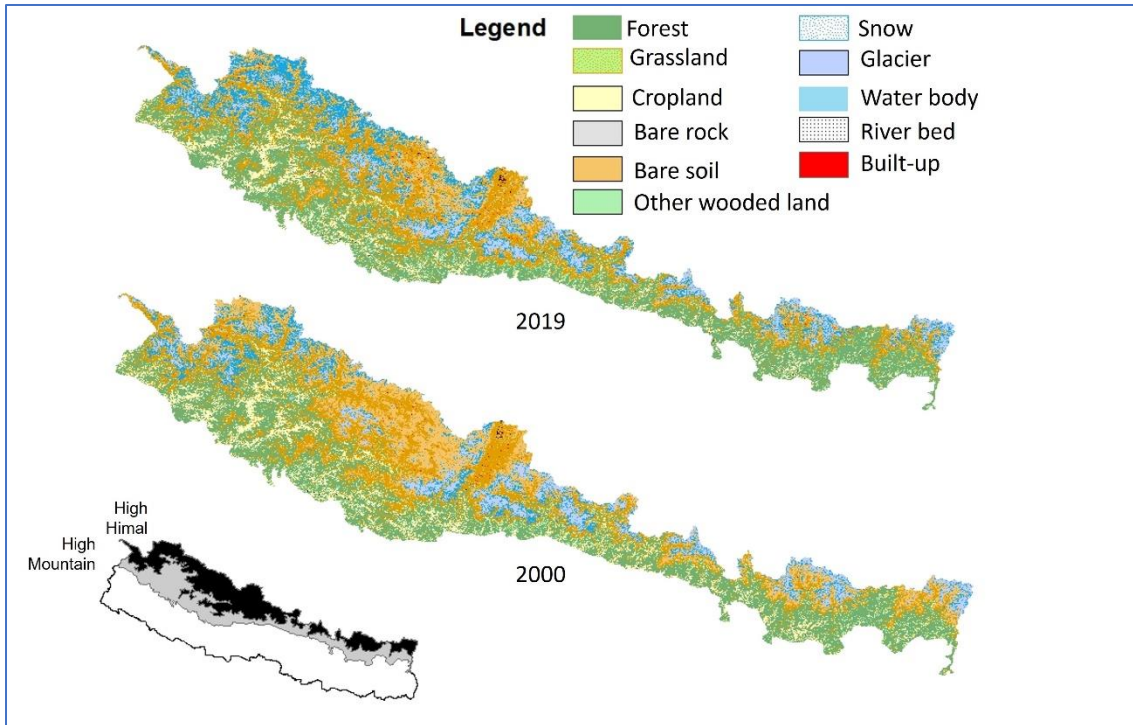 Legend
Forest
Grassland
Cropland
Bare rock
Bare soil
Other wooded land
Snow
Glacier
Water body
River bed
Built-up
2019
2000
High
Himal
High
Mountain